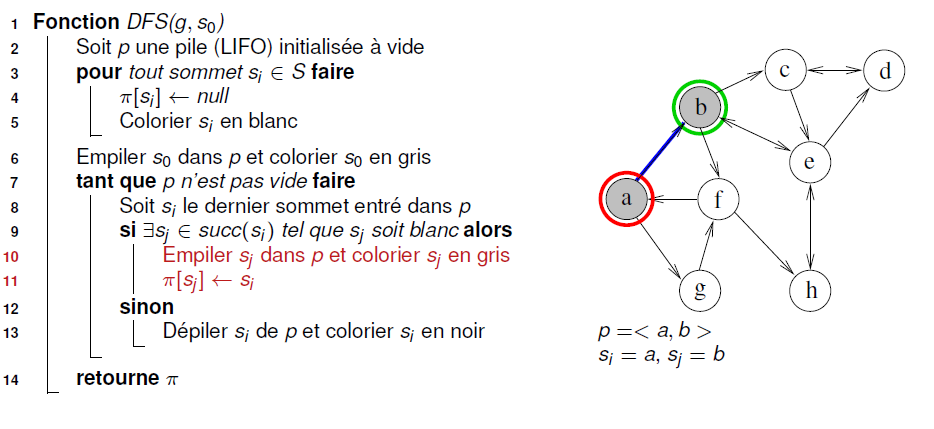 1 Fonction DFS(g, s₀)
2 Soit p une pile (LIFO) initialisée à vide
3 pour tout sommet sᵢ ∈ S faire
4 π[sᵢ] ← null
5 Colorier sᵢ en blanc
6 Empiler s₀ dans p et colorier s₀ en gris
7 tant que p n'est pas vide faire
8 Soit sᵢ le dernier sommet entré dans p
9 si ∃sⱼ ∈ succ(sᵢ) tel que sⱼ soit blanc alors
10 Empiler sⱼ dans p et colorier sⱼ en gris
11 π[sⱼ] ← sᵢ
12 sinon
13 Dépiler sᵢ de p et colorier sᵢ en noir
14 retourne π
c
d
b
e
a
f
g
h
p =< a, b >
sᵢ = a, sⱼ = b